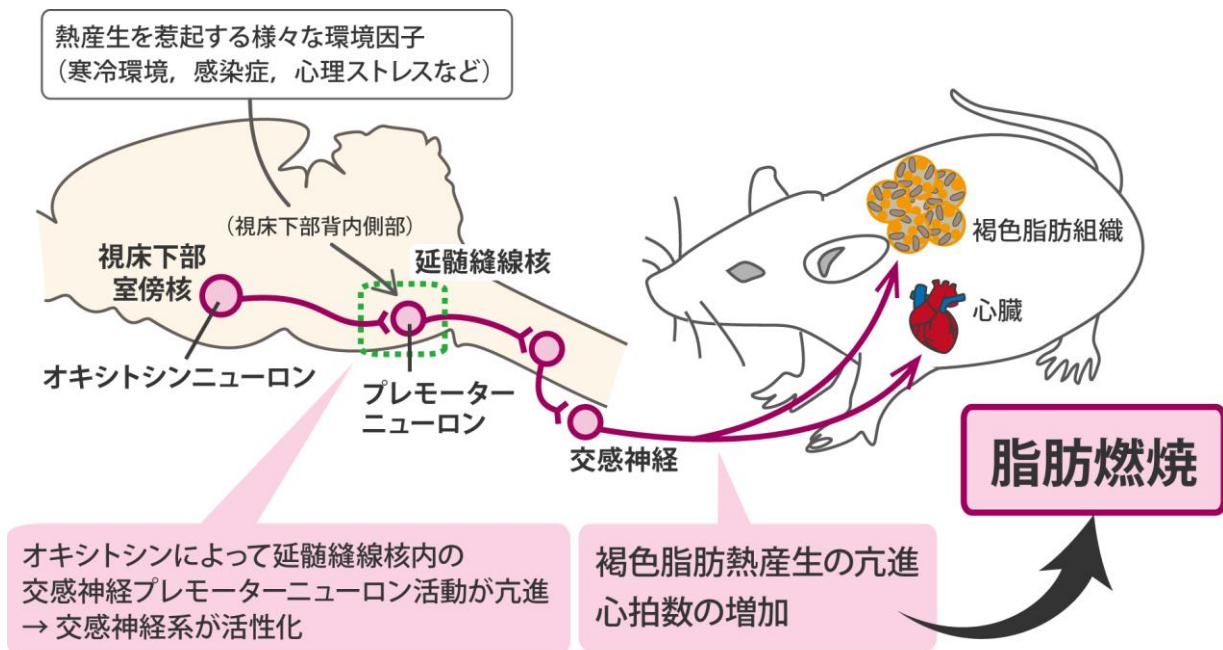 熱産生を惹起する様々な環境因子
（寒冷環境，感染症，心理ストレスなど）
（視床下部背内側部）
視床下部
室傍核
延髄縫線核
オキシトシンニューロン
プレモーター
ニューロン
交感神経
褐色脂肪組織
心臓
脂肪燃焼
オキシトシンによって延髄縫線核内の
交感神経プレモーターニューロン活動が亢進
→ 交感神経系が活性化
褐色脂肪熱産生の亢進
心拍数の増加